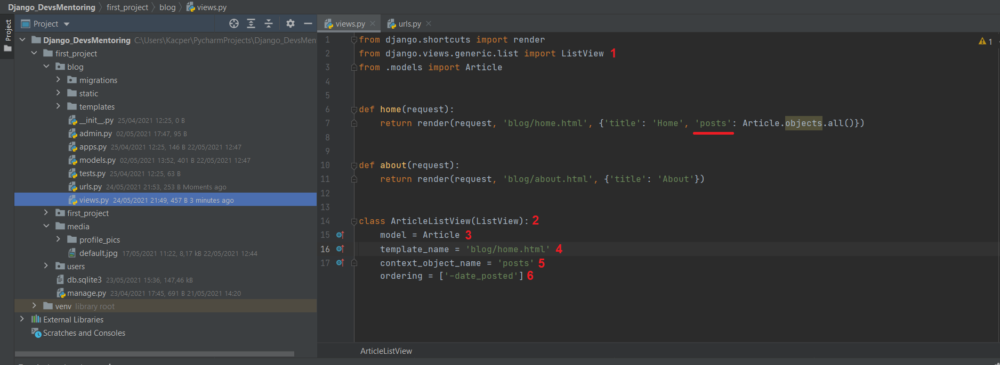 Django_DevsMentoring first_project blog views.py
Project
Project
views.py
urls.py
Django_DevsMentoring C:\Users\Kacper\PycharmProjects\Django_DevsMen
first_project
blog
migrations
static
templates
__init__.py 25/04/2021 12:25, 0 B
admin.py 02/05/2021 17:47, 95 B
apps.py 25/04/2021 12:25, 146 B 22/05/2021 12:47
models.py 02/05/2021 13:52, 401 B 22/05/2021 12:47
tests.py 25/04/2021 12:25, 63 B
urls.py 24/05/2021 21:53, 253 B Moments ago
views.py 24/05/2021 21:49, 457 B 3 minutes ago
first_project
media
profile_pics
default.jpg 17/05/2021 11:22, 8,17 kB 22/05/2021 12:44
users
db.sqlite3 23/05/2021 15:36, 147,46 kB
manage.py 23/04/2021 17:45, 691 B 21/05/2021 14:20
venv library root
External Libraries
Scratches and Consoles
1 from django.shortcuts import render
2 from django.views.generic.list import ListView 1
3 from .models import Article
4
5
6 def home(request):
7 return render(request, 'blog/home.html', {'title': 'Home', 'posts': Article.objects.all()})
8
9
10 def about(request):
11 return render(request, 'blog/about.html', {'title': 'About'})
12
13
14 class ArticleListView(ListView): 2
15 model = Article 3
16 template_name = 'blog/home.html' 4
17 context_object_name = 'posts' 5
ordering = ['-date_posted'] 6
1
ArticleListView